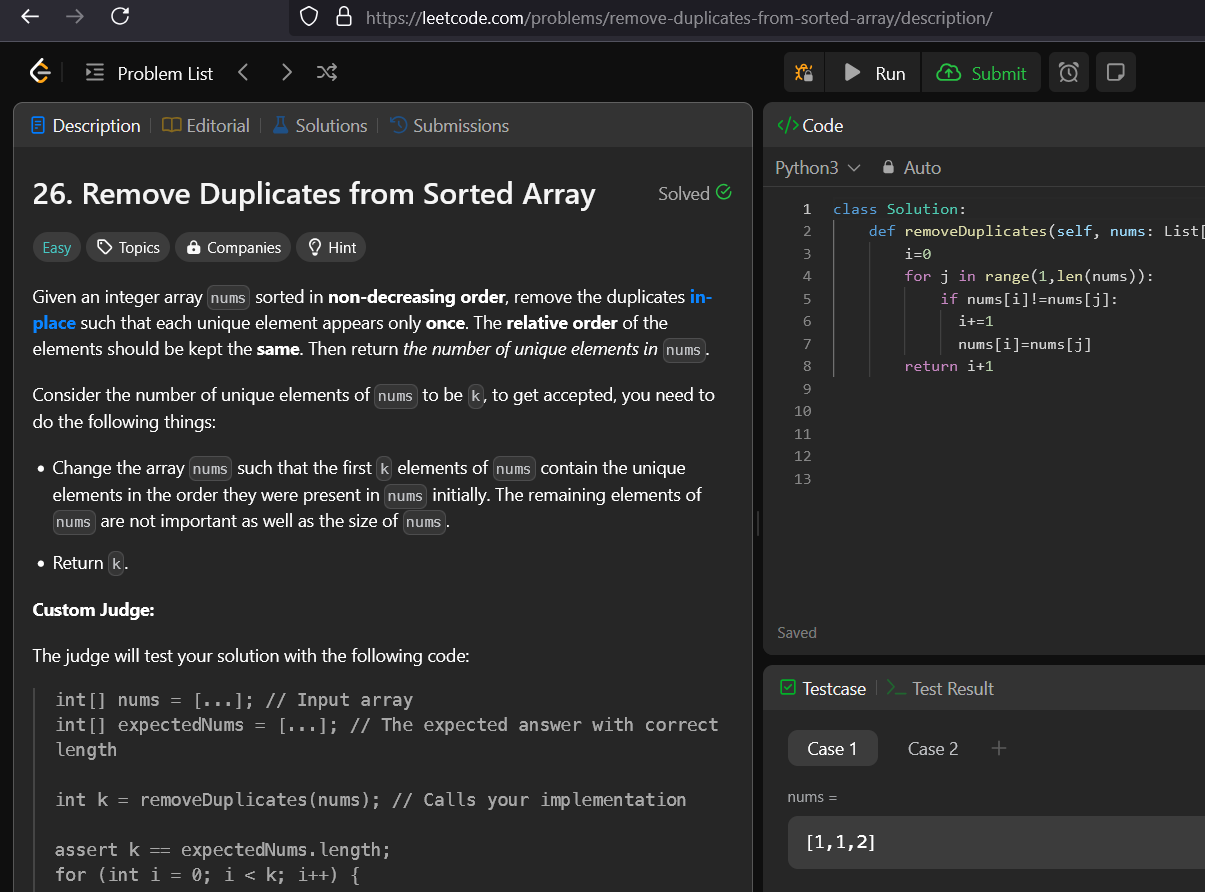 https://leetcode.com/problems/remove-duplicates-from-sorted-array/description/
Problem List
Run
Submit
Description
Editorial
Solutions
Submissions
26. Remove Duplicates from Sorted Array
Solved
Easy
Topics
Companies
Hint
Given an integer array nums sorted in non-decreasing order, remove the duplicates in-
place such that each unique element appears only once. The relative order of the
elements should be kept the same. Then return the number of unique elements in nums.
Consider the number of unique elements of nums to be k, to get accepted, you need to
do the following things:
• Change the array nums such that the first k elements of nums contain the unique
elements in the order they were present in nums initially. The remaining elements of
nums are not important as well as the size of nums.
• Return k.
Custom Judge:
The judge will test your solution with the following code:
int[] nums = [...]; // Input array
int[] expectedNums = [...]; // The expected answer with correct
length
int k = removeDuplicates(nums); // Calls your implementation
assert k == expectedNums.length;
for (int i = 0; i < k; i++) {
</> Code
Python3
Auto
1 class Solution:
2 def removeDuplicates(self, nums: List[
3 i=0
4 for j in range(1,len(nums)):
5 if nums[i]!=nums[j]:
6 i+=1
7 nums[i]=nums[j]
8 return i+1
9
10
11
12
13
Saved
Testcase
>_ Test Result
Case 1
Case 2
+
nums =
[1,1,2]